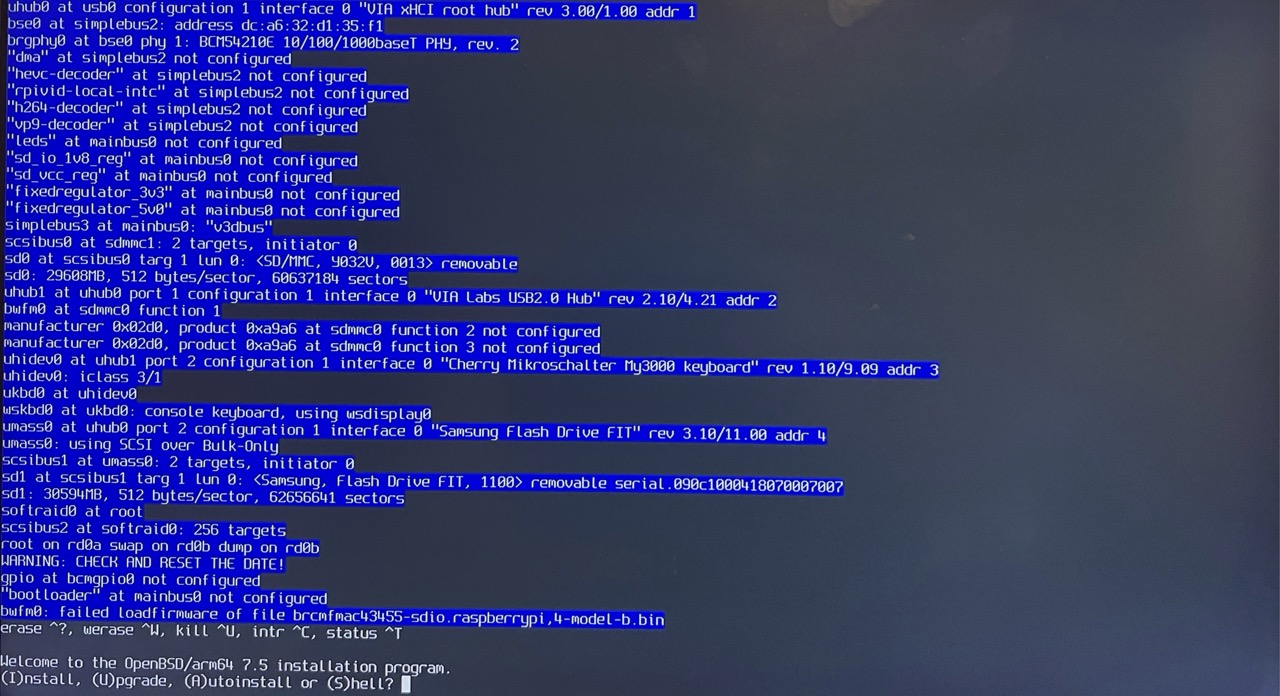 uhub0 at usb0 configuration 1 interface 0 "VIA xHCI root hub" rev 3.00/1.00 addr 1
bse0 at simplebus2: address dc:a6:32:d1:35:f1
brgphy0 at bse0 phy 1: BCM54210E 10/100/1000baseT PHY, rev. 2
"dma" at simplebus2 not configured
"hevc-decoder" at simplebus2 not configured
"rpivid-local-intc" at simplebus2 not configured
"h264-decoder" at simplebus2 not configured
"vp9-decoder" at simplebus2 not configured
"leds" at mainbus0 not configured
"sd_io_1v8_reg" at mainbus0 not configured
"sd_vcc_reg" at mainbus0 not configured
"fixedregulator_3v3" at mainbus0 not configured
"fixedregulator_5v0" at mainbus0 not configured
simplebus3 at mainbus0: "v3dbus"
scsibus0 at sdmmc1: 2 targets, initiator 0
sd0 at scsibus0 targ 1 lun 0: <SD/MMC, Y032V, 0013> removable
sd0: 29608MB, 512 bytes/sector, 60637184 sectors
uhub1 at uhub0 port 1 configuration 1 interface 0 "VIA Labs USB2.0 Hub" rev 2.10/4.21 addr 2
bwfm0 at sdmmc0 function 1
manufacturer 0x02d0, product 0xa9a6 at sdmmc0 function 2 not configured
manufacturer 0x02d0, product 0xa9a6 at sdmmc0 function 3 not configured
uhidev0 at uhub1 port 2 configuration 1 interface 0 "Cherry Mikroschalter My3000 keyboard" rev 1.10/9.09 addr 3
uhidev0: iclass 3/1
ukbd0 at uhidev0
wskbd0 at ukbd0: console keyboard, using wsdisplay0
umass0 at uhub0 port 2 configuration 1 interface 0 "Samsung Flash Drive FIT" rev 3.10/11.00 addr 4
umass0: using SCSI over Bulk-Only
scsibus1 at umass0: 2 targets, initiator 0
sd1 at scsibus1 targ 1 lun 0: <Samsung, Flash Drive FIT, 1100> removable serial.090c1000418070007007
sd1: 30594MB, 512 bytes/sector, 62656641 sectors
softraid0 at root
scsibus2 at softraid0: 256 targets
root on rd0a swap on rd0b dump on rd0b
WARNING: CHECK AND RESET THE DATE!
gpio at bcmgpio0 not configured
"bootloader" at mainbus0 not configured
bwfm0: failed loadfirmware of file brcmfmac43455-sdio.raspberrypi,4-model-b.bin
erase ^?, werase ^W, kill ^U, intr ^C, status ^T
Welcome to the OpenBSD/arm64 7.5 installation program.
(I)nstall, (U)pgrade, (A)utoinstall or (S)hell?